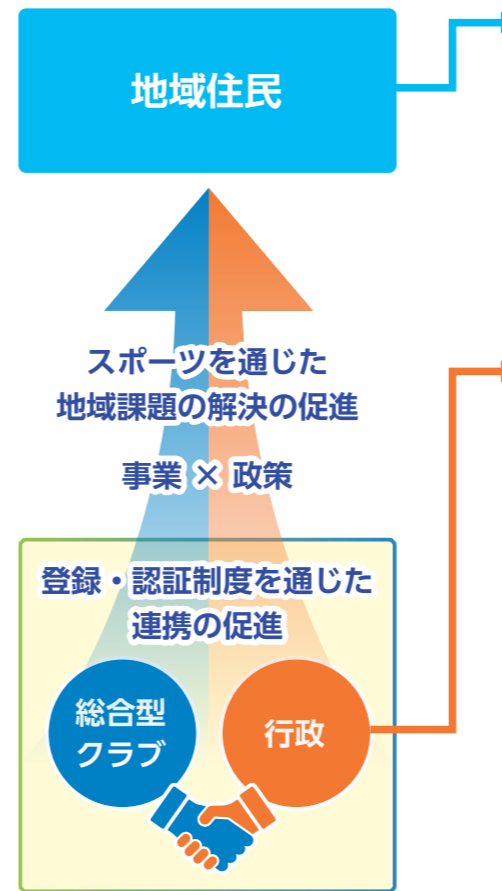 地域住民
スポーツを通じた
地域課題の解決の促進
事業 × 政策
登録・認証制度を通じた
連携の促進
総合型
クラブ
行政